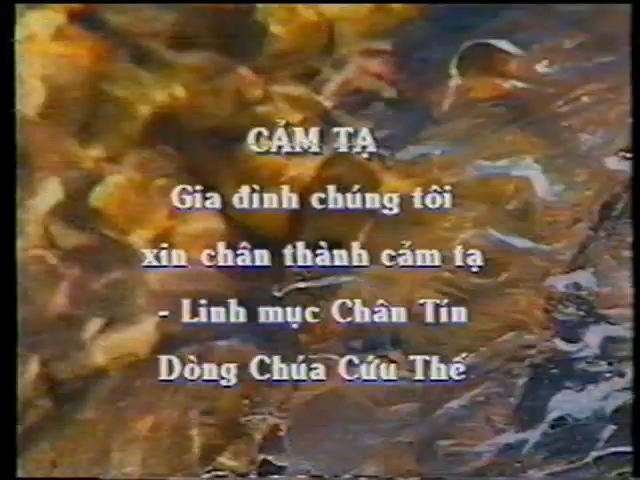 CẢM TẠ
Gia đình chúng tôi
xin chân thành cảm tạ
- Linh mục Chân Tín
Dòng Chúa Cứu Thế